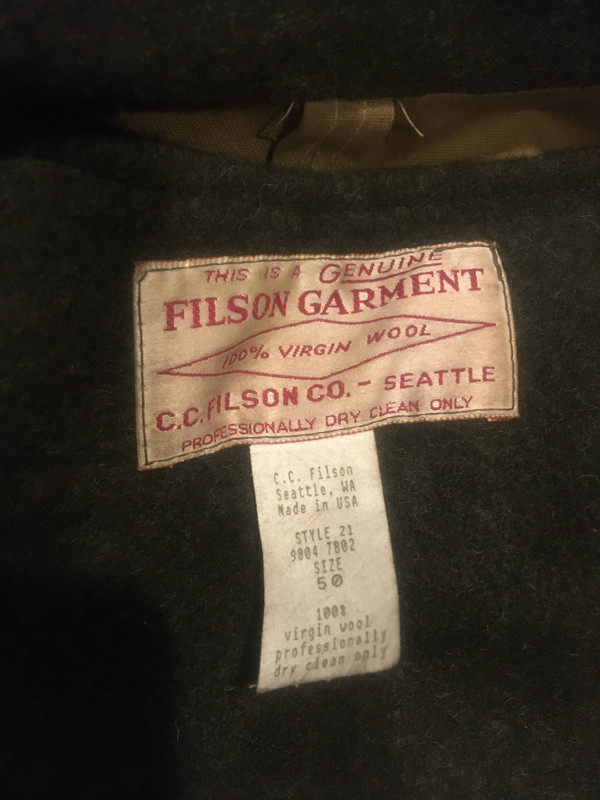 THIS IS A GENUINE
FILSON GARMENT
100% VIRGIN WOOL
C.C. FILSON CO. - SEATTLE
PROFESSIONALLY DRY CLEAN ONLY
C.C. Filson
Seattle, WA
Made in USA
STYLE 21
9804 7802
SIZE
50
100%
virgin wool
professionally
dry clean only